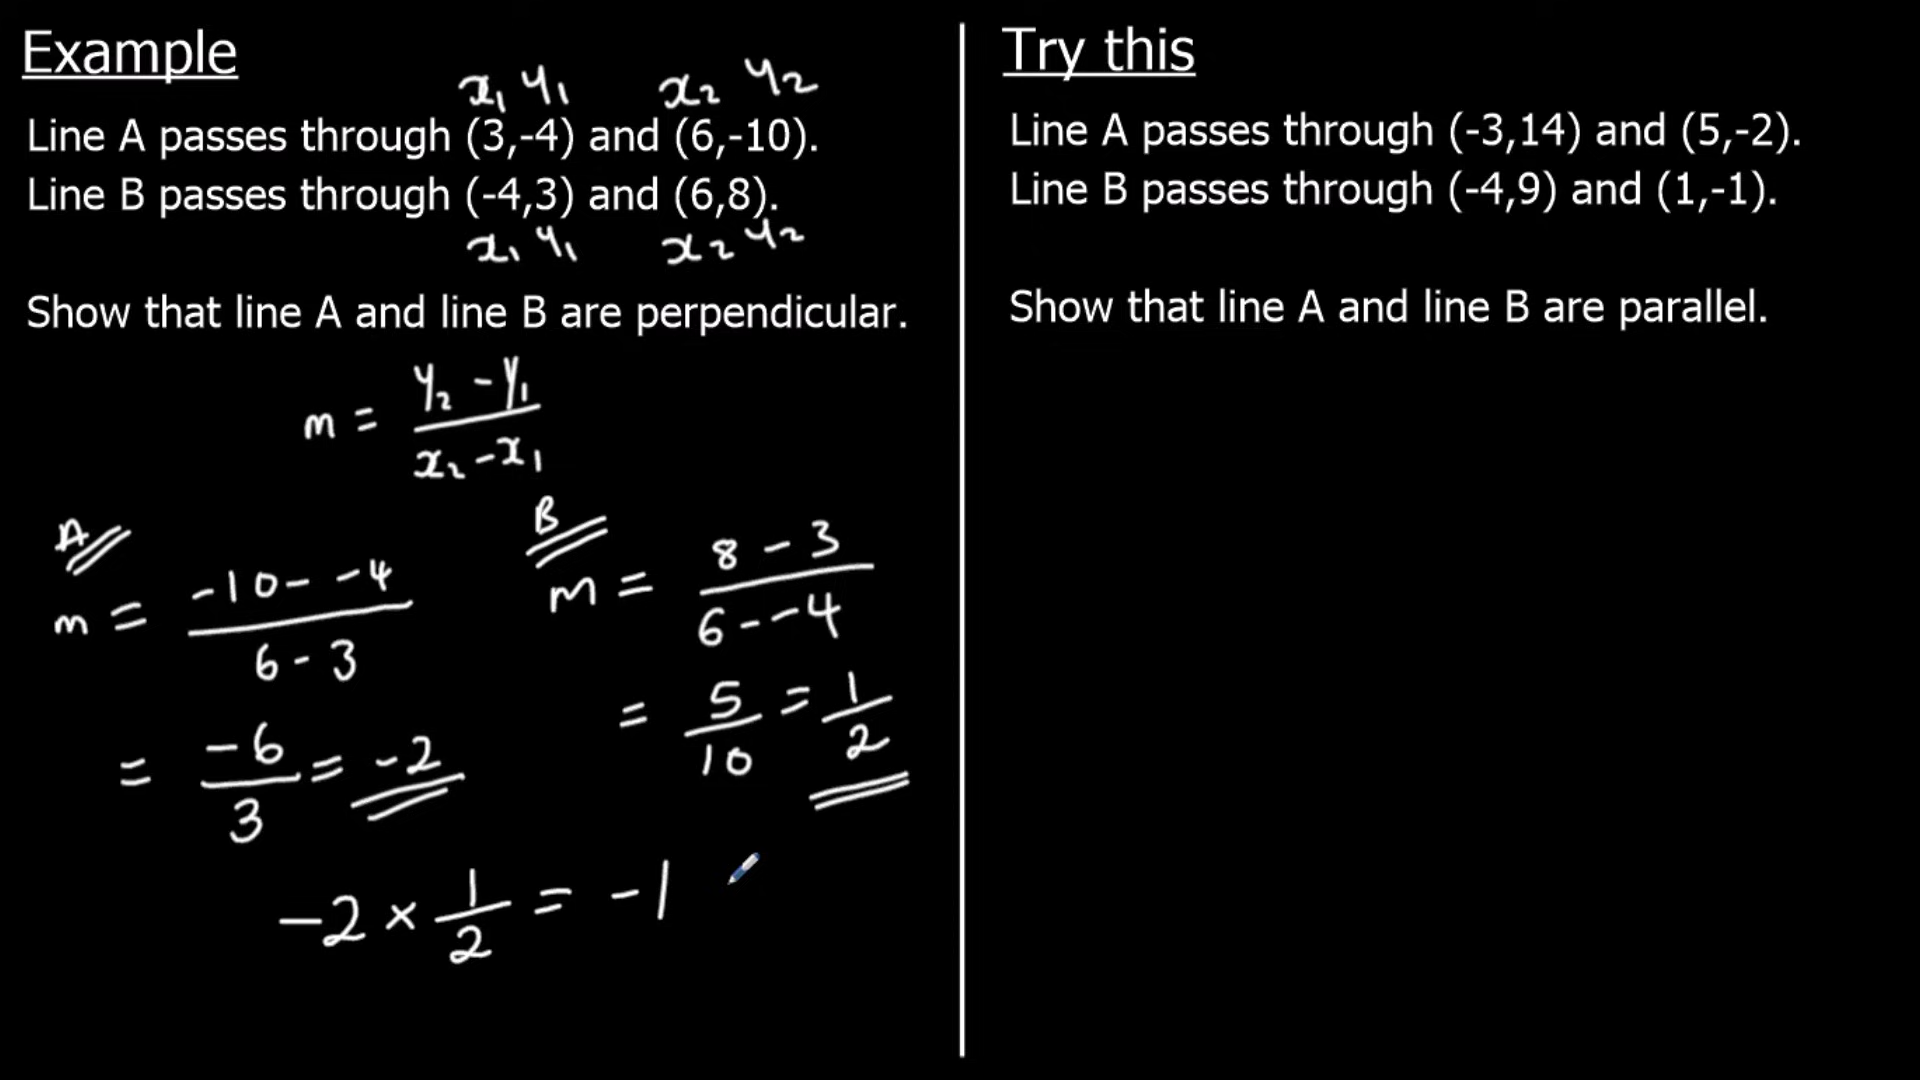 Example
x₁ y₁ x₂ y₂
Line A passes through (3,-4) and (6,-10).
Line B passes through (-4,3) and (6,8).
x₁ y₁ x₂ y₂
Show that line A and line B are perpendicular.
m = (y₂ - y₁)/(x₂ - x₁)
A
m = (-10 - -4)/(6 - 3)
= -6/3 = -2
B
m = (8 - 3)/(6 - -4)
= 5/10 = 1/2
-2 × 1/2 = -1
Try this
Line A passes through (-3,14) and (5,-2).
Line B passes through (-4,9) and (1,-1).
Show that line A and line B are parallel.